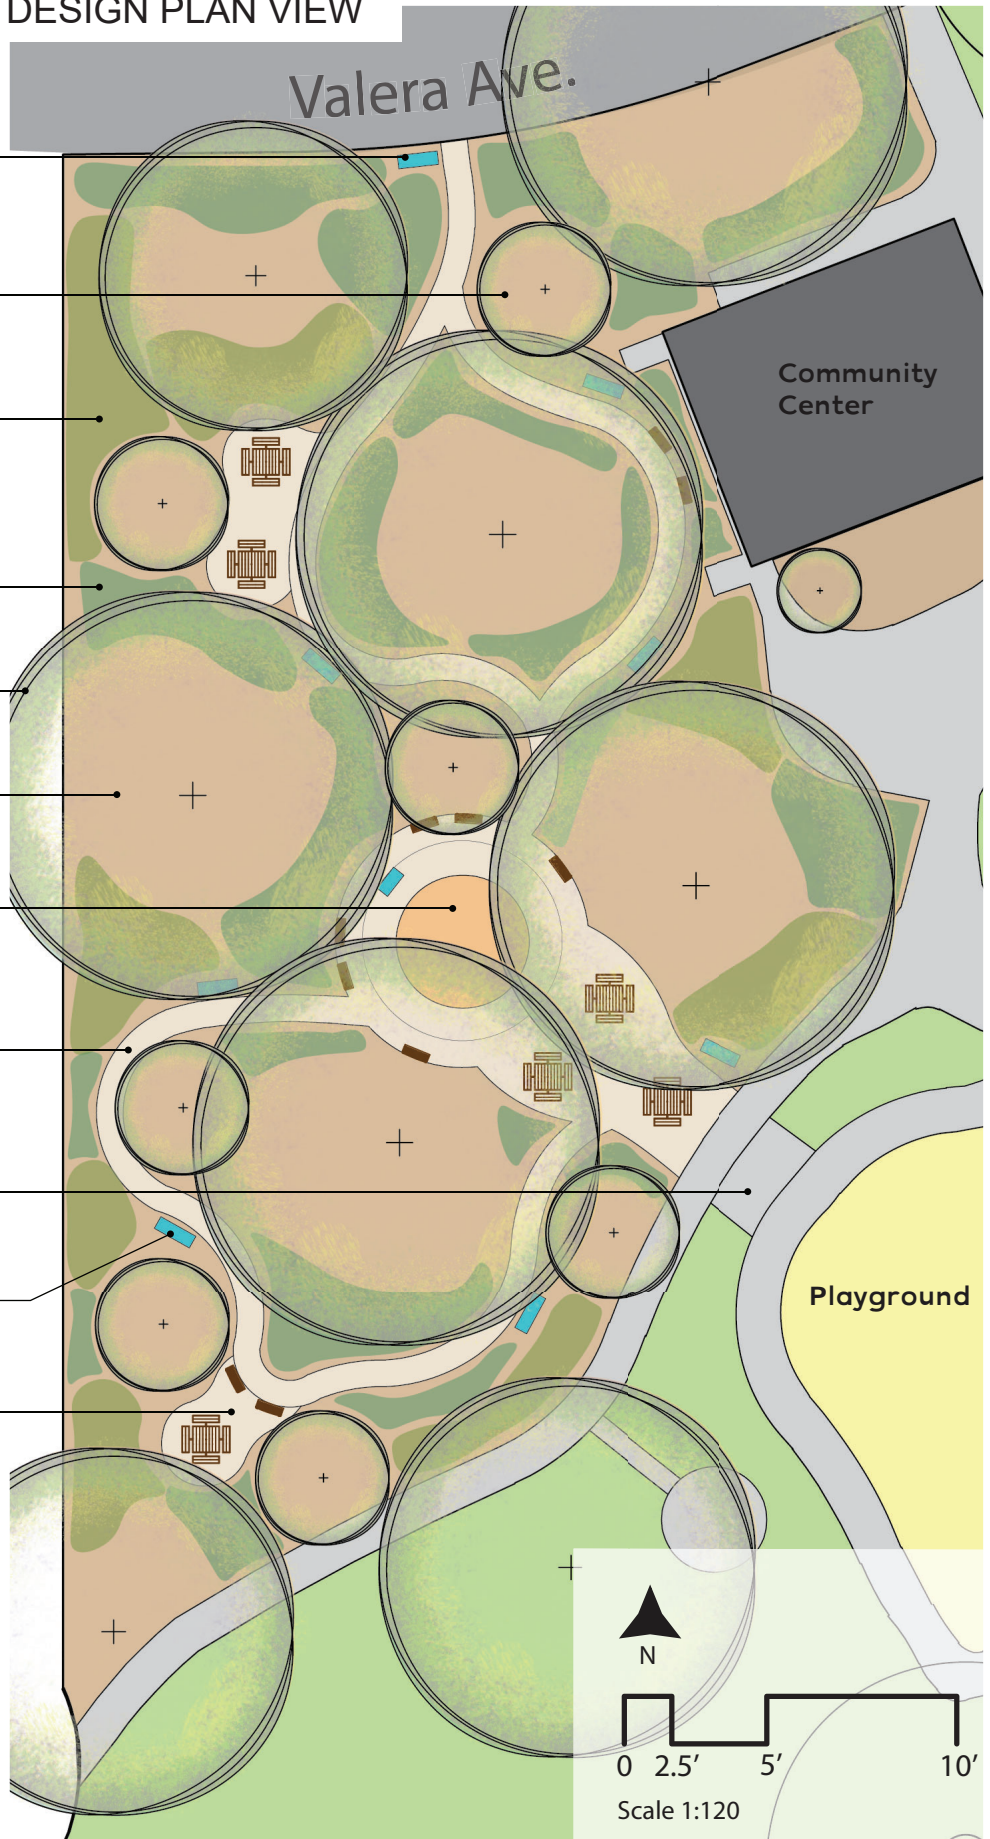 DESIGN PLAN VIEW
Valera Ave.
Community
Center
Playground
N
0 2.5’ 5’ 10’
Scale 1:120